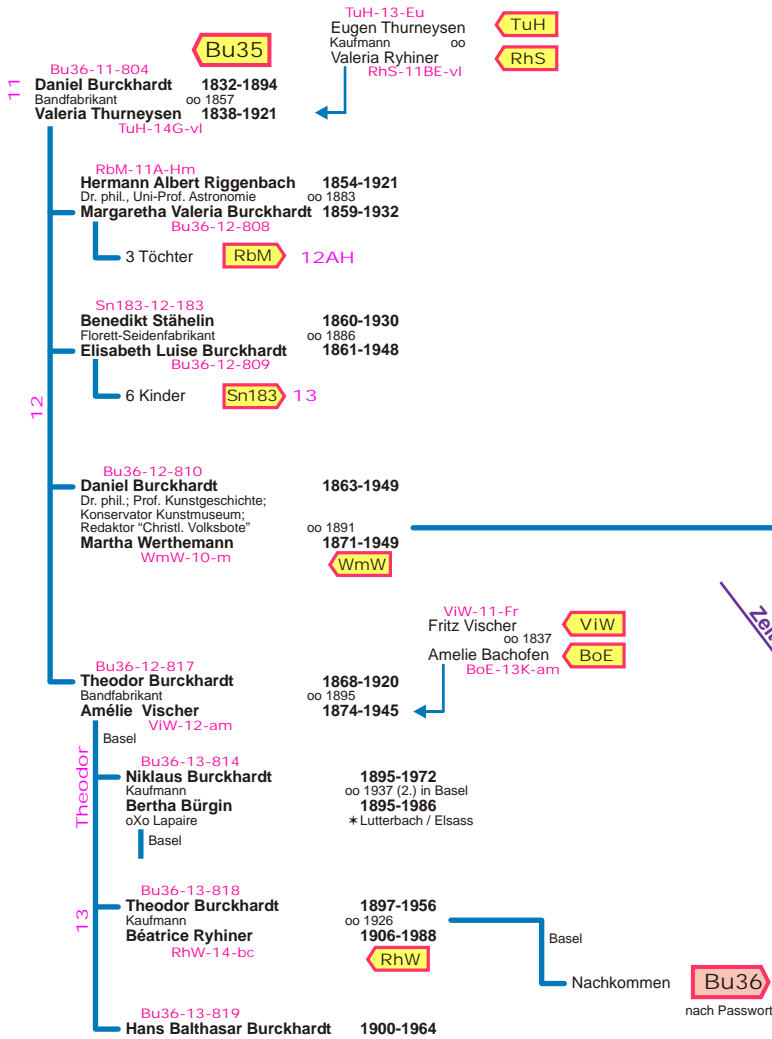 TuH-13-Eu
Eugen Thurneysen
TuH
Kaufmann oo
Valeria Ryhiner
RhS
RhS-11BE-vl
Bu35
11
Bu36-11-804
Daniel Burckhardt 1832-1894
Bandfabrikant oo 1857
Valeria Thurneysen 1838-1921
TuH-14G-vl
RbM-11A-Hm
Hermann Albert Riggenbach 1854-1921
Dr. phil., Uni-Prof. Astronomie oo 1883
Margaretha Valeria Burckhardt 1859-1932
Bu36-12-808
3 Töchter RbM 12AH
Sn183-12-183
Benedikt Stähelin 1860-1930
Florett-Seidenfabrikant oo 1886
Elisabeth Luise Burckhardt 1861-1948
Bu36-12-809
6 Kinder Sn183 13
12
Bu36-12-810
Daniel Burckhardt 1863-1949
Dr. phil.; Prof. Kunstgeschichte;
Konservator Kunstmuseum;
Redaktor “Christl. Volksbote” oo 1891
Martha Werthemann 1871-1949
WmW-10-m
WmW
ViW-11-Fr
Fritz Vischer ViW
oo 1837
Amelie Bachofen BoE
BoE-13K-am
Bu36-12-817
Theodor Burckhardt 1868-1920
Bandfabrikant oo 1895
Amélie Vischer 1874-1945
ViW-12-am
Basel
Theodor
Bu36-13-814
Niklaus Burckhardt 1895-1972
Kaufmann oo 1937 (2.) in Basel
Bertha Bürgin 1895-1986
oXo Lapaire ✶Lutterbach / Elsass
Basel
13
Bu36-13-818
Theodor Burckhardt 1897-1956
Kaufmann oo 1926
Béatrice Ryhiner 1906-1988
RhW-14-bc
RhW
Basel
Nachkommen Bu36
nach Passwort
Bu36-13-819
Hans Balthasar Burckhardt 1900-1964